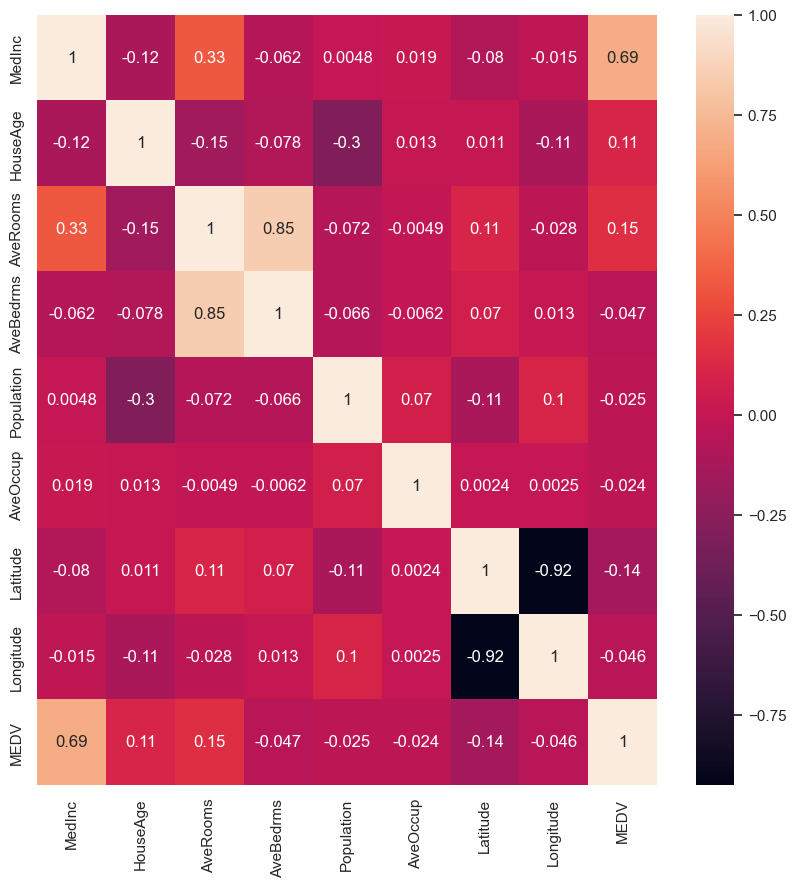 MedInc 1 -0.12 0.33 -0.062 0.0048 0.019 -0.08 -0.015 0.69
HouseAge -0.12 1 -0.15 -0.078 -0.3 0.013 0.011 -0.11 0.11
AveRooms 0.33 -0.15 1 0.85 -0.072 -0.0049 0.11 -0.028 0.15
AveBedrms -0.062 -0.078 0.85 1 -0.066 -0.0062 0.07 0.013 -0.047
Population 0.0048 -0.3 -0.072 -0.066 1 0.07 -0.11 0.1 -0.025
AveOccup 0.019 0.013 -0.0049 -0.0062 0.07 1 0.0024 0.0025 -0.024
Latitude -0.08 0.011 0.11 0.07 -0.11 0.0024 1 -0.92 -0.14
Longitude -0.015 -0.11 -0.028 0.013 0.1 0.0025 -0.92 1 -0.046
MEDV 0.69 0.11 0.15 -0.047 -0.025 -0.024 -0.14 -0.046 1
MedInc HouseAge AveRooms AveBedrms Population AveOccup Latitude Longitude MEDV
1.00
0.75
0.50
0.25
0.00
−0.25
−0.50
−0.75